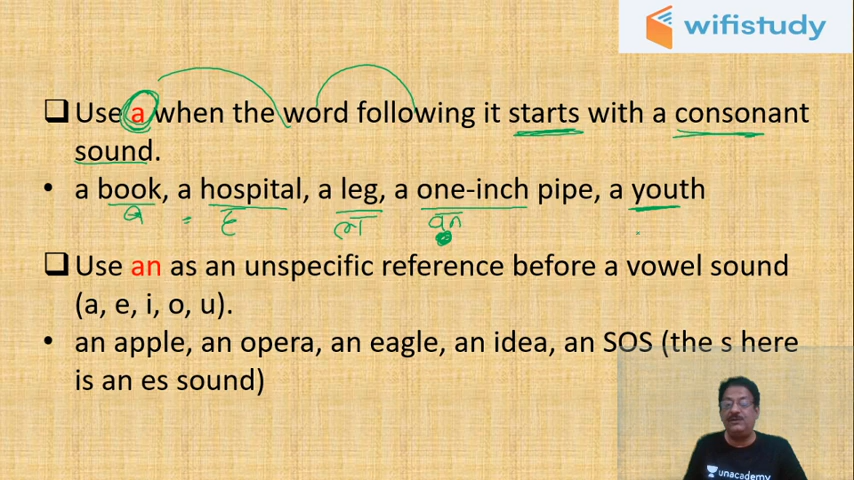 wifistudy
❑ Use a when the word following it starts with a consonant
sound.
• a book, a hospital, a leg, a one-inch pipe, a youth
❑ Use an as an unspecific reference before a vowel sound
(a, e, i, o, u).
• an apple, an opera, an eagle, an idea, an SOS (the s here
is an es sound)
unacademy